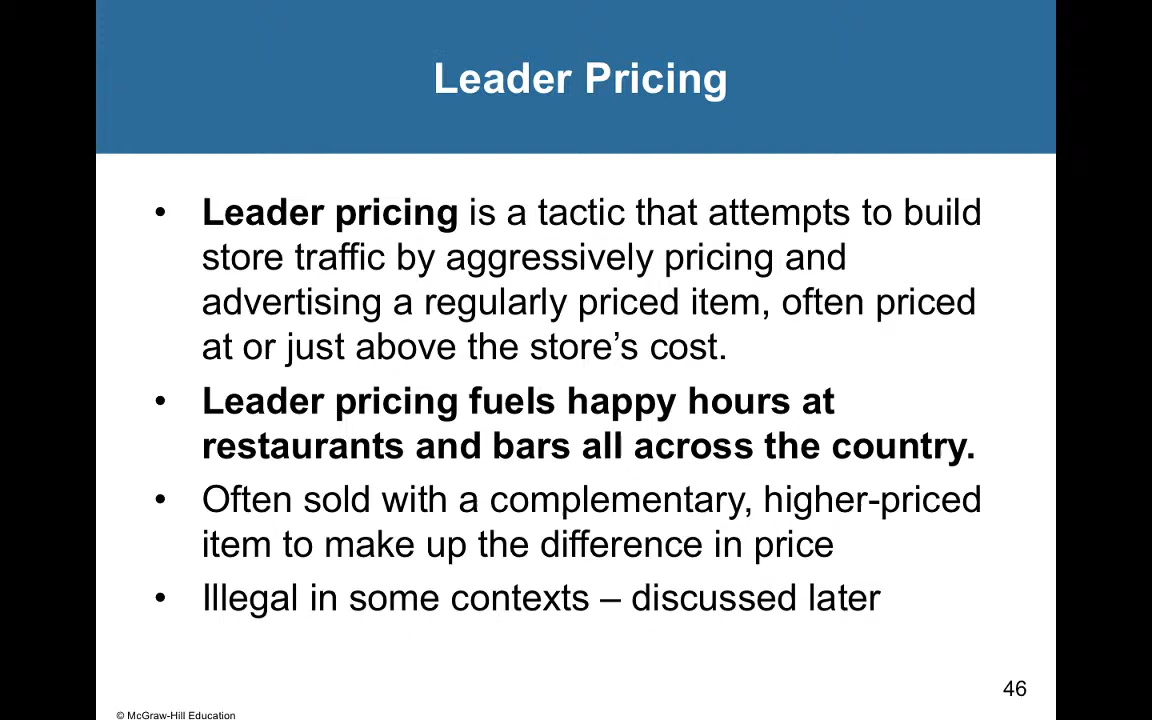 Leader Pricing
• Leader pricing is a tactic that attempts to build
store traffic by aggressively pricing and
advertising a regularly priced item, often priced
at or just above the store’s cost.
• Leader pricing fuels happy hours at
restaurants and bars all across the country.
• Often sold with a complementary, higher-priced
item to make up the difference in price
• Illegal in some contexts – discussed later
46
© McGraw-Hill Education